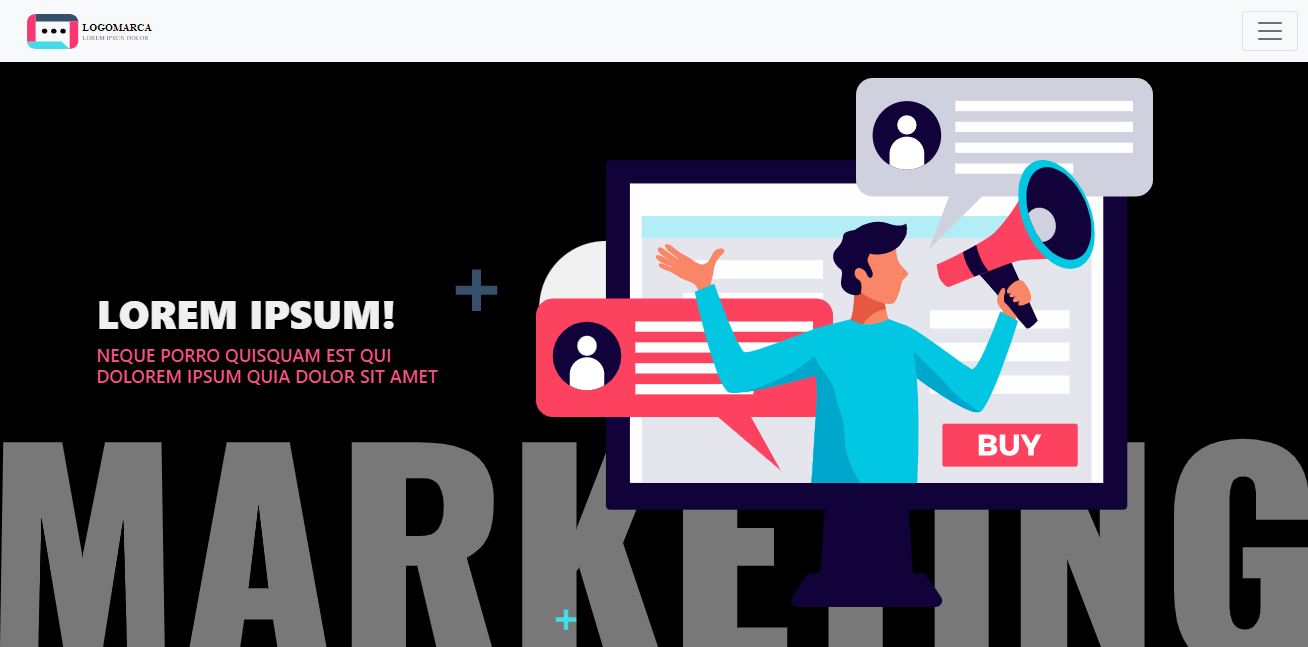 LOGOMARCA
LOREM IPSUN DOLOR
LOREM IPSUM!
NEQUE PORRO QUISQUAM EST QUI
DOLOREM IPSUM QUIA DOLOR SIT AMET
BUY
MARKETING